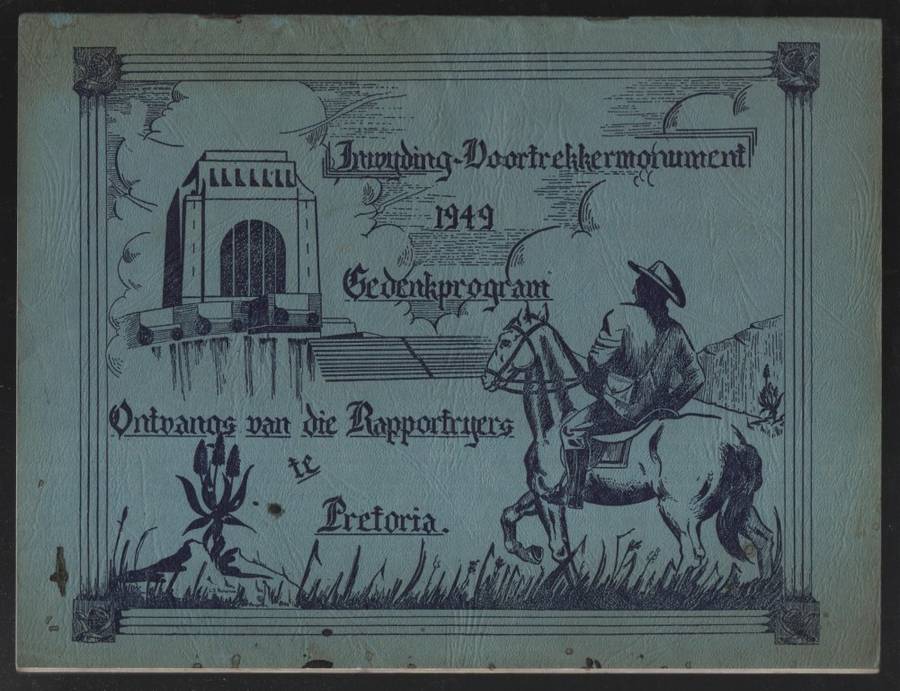 Inwyding-Voortrekkermonument
1949
Gedenkprogram
Ontvangs van die Rapportryers
te
Pretoria.